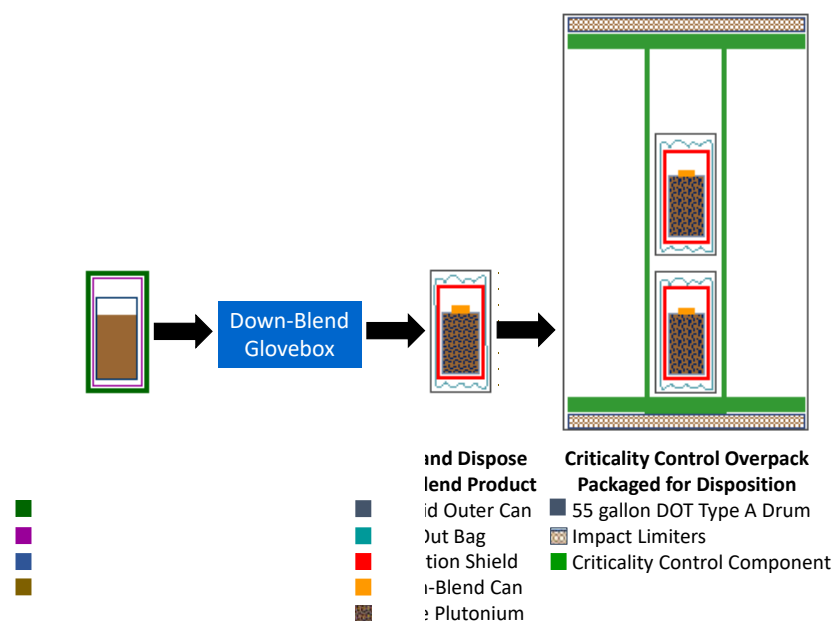 Down-Blend
Glovebox
and Dispose
lend Product
id Outer Can
Out Bag
tion Shield
n-Blend Can
e Plutonium
Criticality Control Overpack
Packaged for Disposition
55 gallon DOT Type A Drum
Impact Limiters
Criticality Control Component